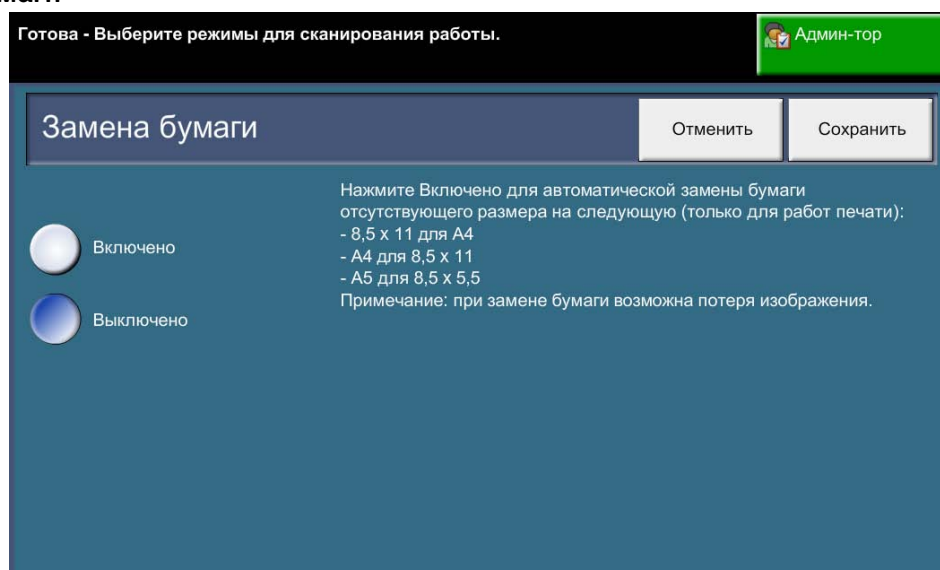 Готова - Выберите режимы для сканирования работы.
Админ-тор
Замена бумаги
Отменить
Сохранить
Нажмите Включено для автоматической замены бумаги
отсутствующего размера на следующую (только для работ печати):
- 8,5 x 11 для A4
- A4 для 8,5 x 11
- A5 для 8,5 x 5,5
Примечание: при замене бумаги возможна потеря изображения.
Включено
Выключено